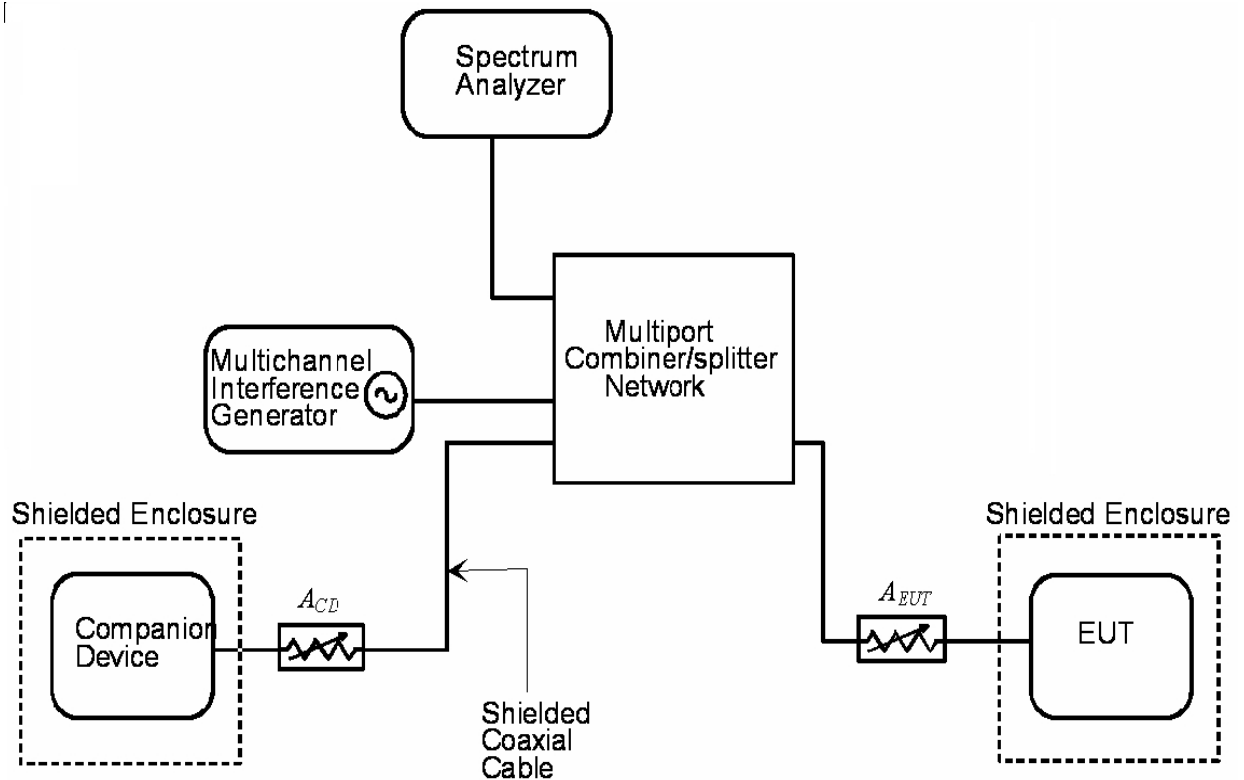 Spectrum
Analyzer
Multiport
Combiner/splitter
Network
Multichannel
Interference
Generator
Shielded Enclosure
Shielded Enclosure
Companion
Device
A_CD
A_EUT
EUT
Shielded
Coaxial
Cable